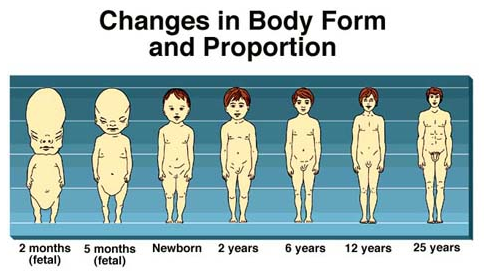 Changes in Body Form
and Proportion
2 months
(fetal)
5 months
(fetal)
Newborn
2 years
6 years
12 years
25 years